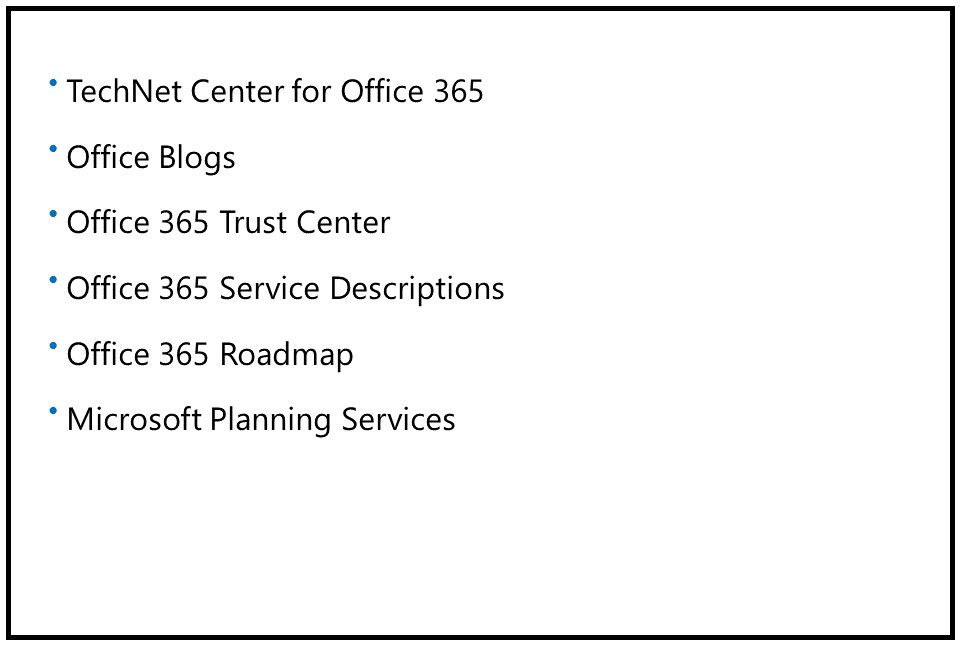 • TechNet Center for Office 365
• Office Blogs
• Office 365 Trust Center
• Office 365 Service Descriptions
• Office 365 Roadmap
• Microsoft Planning Services